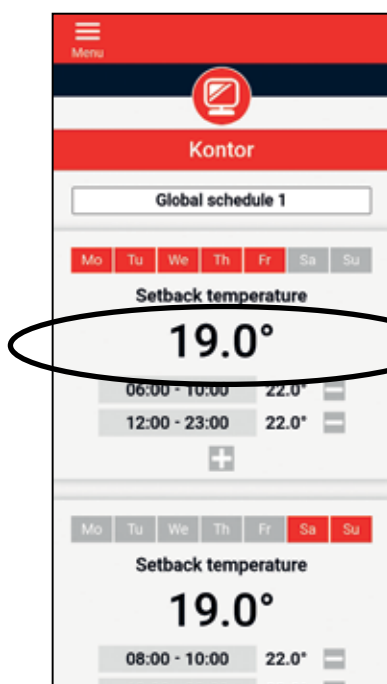 Menu
Kontor
Global schedule 1
Mo Tu We Th Fr Sa Su
Setback temperature
19.0°
06:00 - 10:00 22.0°
12:00 - 23:00 22.0°
Mo Tu We Th Fr Sa Su
Setback temperature
19.0°
08:00 - 10:00 22.0°